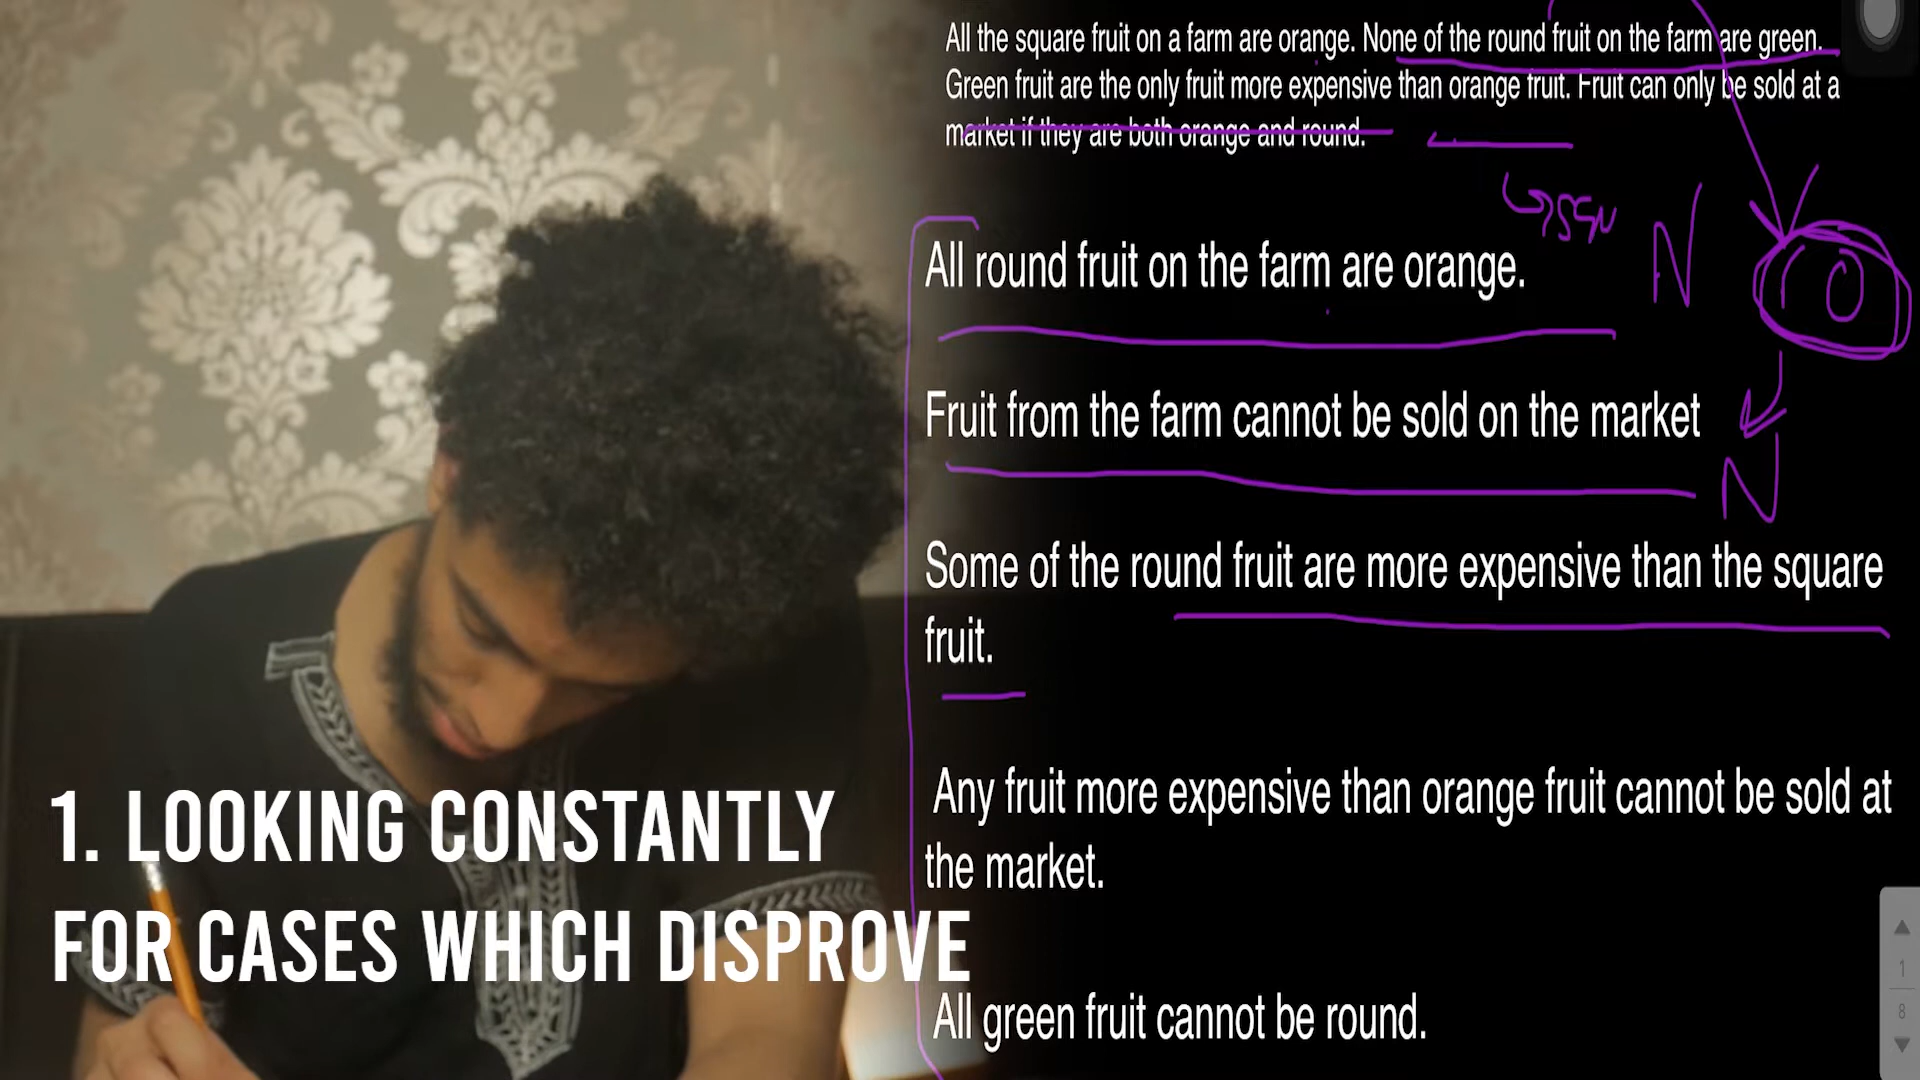 All the square fruit on a farm are orange. None of the round fruit on the farm are green.
Green fruit are the only fruit more expensive than orange fruit. Fruit can only be sold at a
market if they are both orange and round.
All round fruit on the farm are orange.
N
Fruit from the farm cannot be sold on the market
N
Some of the round fruit are more expensive than the square
fruit.
Any fruit more expensive than orange fruit cannot be sold at
the market.
All green fruit cannot be round.
1. LOOKING CONSTANTLY
FOR CASES WHICH DISPROVE
1
8